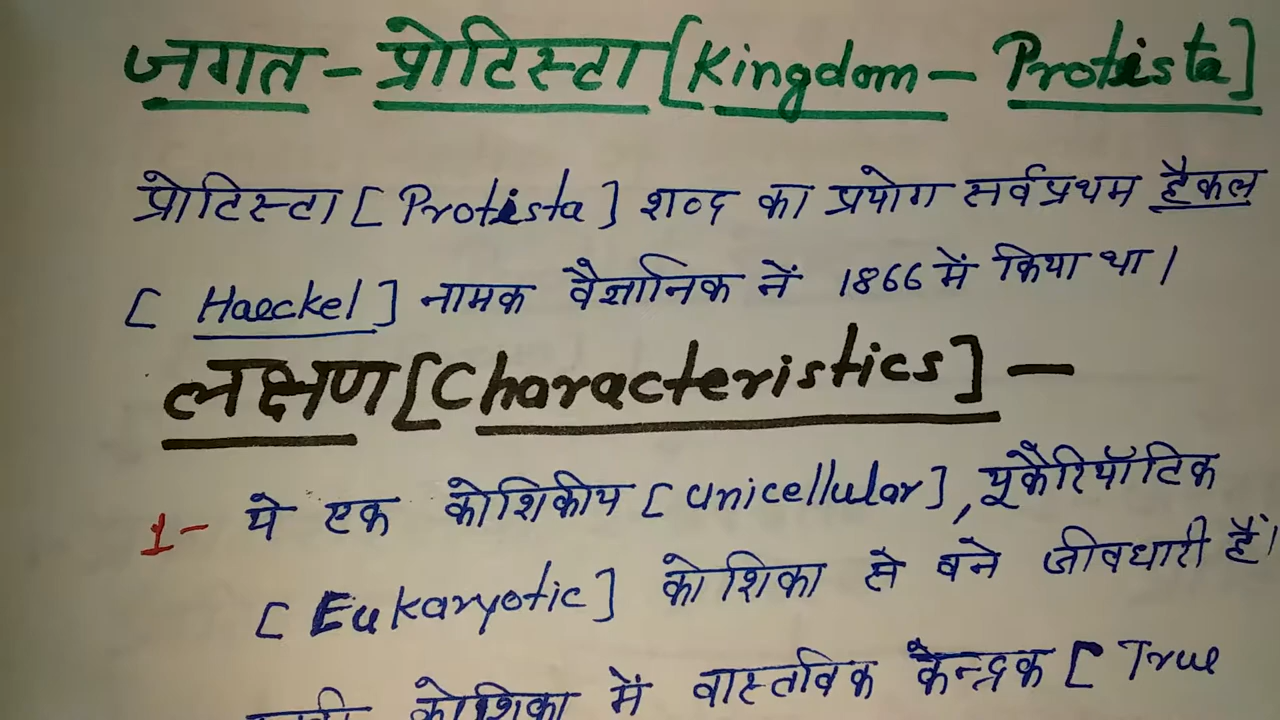 जगत - प्रोटिस्टा [Kingdom - Protista]
प्रोटिस्टा [Protista] शब्द का प्रयोग सर्वप्रथम हैकल
[Haeckel] नामक वैज्ञानिक नें 1866 में किया था।
लक्षण [Characteristics] -
1- ये एक कोशिकीय [Unicellular], यूकैरियॉटिक
[Eukaryotic] कोशिका से बने जीवधारी हैं।
कोशिका में वास्तविक केन्द्रक [True